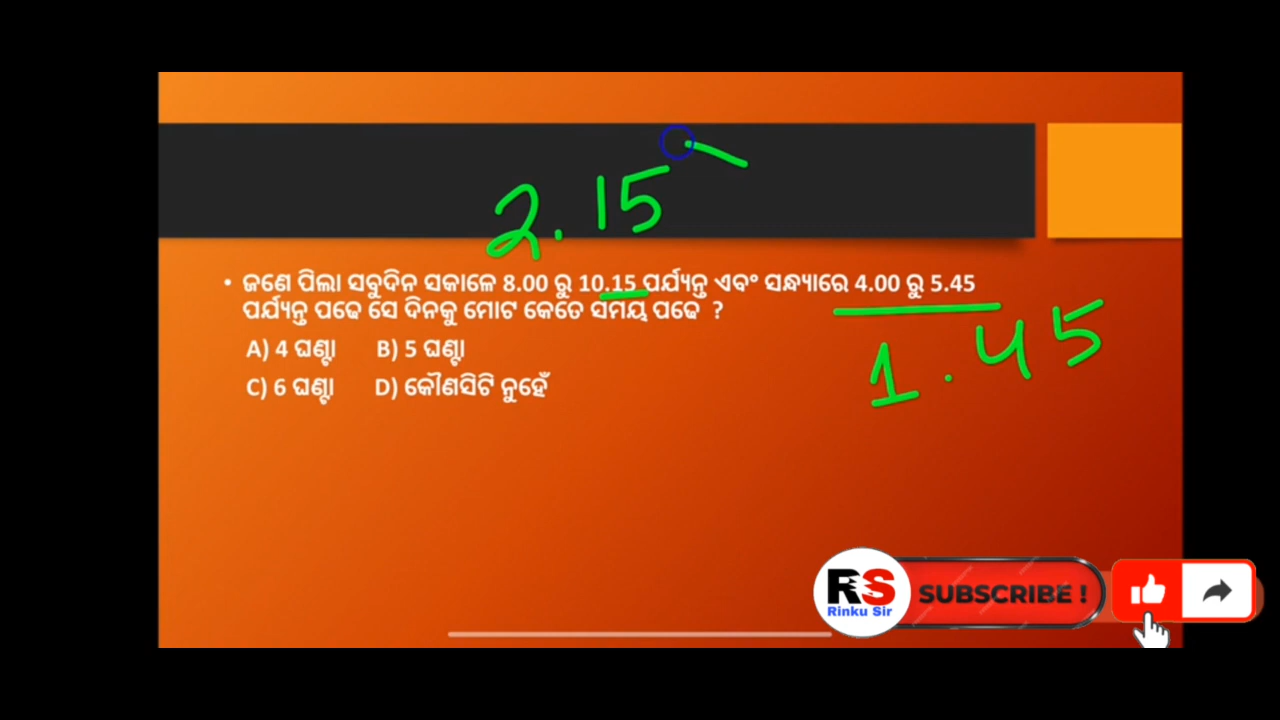 2.15
• ଜଣେ ପିଲା ସବୁଦିନ ସକାଳେ 8.00 ରୁ 10.15 ପର୍ଯ୍ୟନ୍ତ ଏବଂ ସନ୍ଧ୍ୟାରେ 4.00 ରୁ 5.45
ପର୍ଯ୍ୟନ୍ତ ପଢେ ସେ ଦିନକୁ ମୋଟ କେତେ ସମୟ ପଢେ ?
1.45
A) 4 ଘଣ୍ଟା B) 5 ଘଣ୍ଟା
C) 6 ଘଣ୍ଟା D) କୌଣସିଟି ନୁହେଁ
RS
Rinku Sir
SUBSCRIBE !